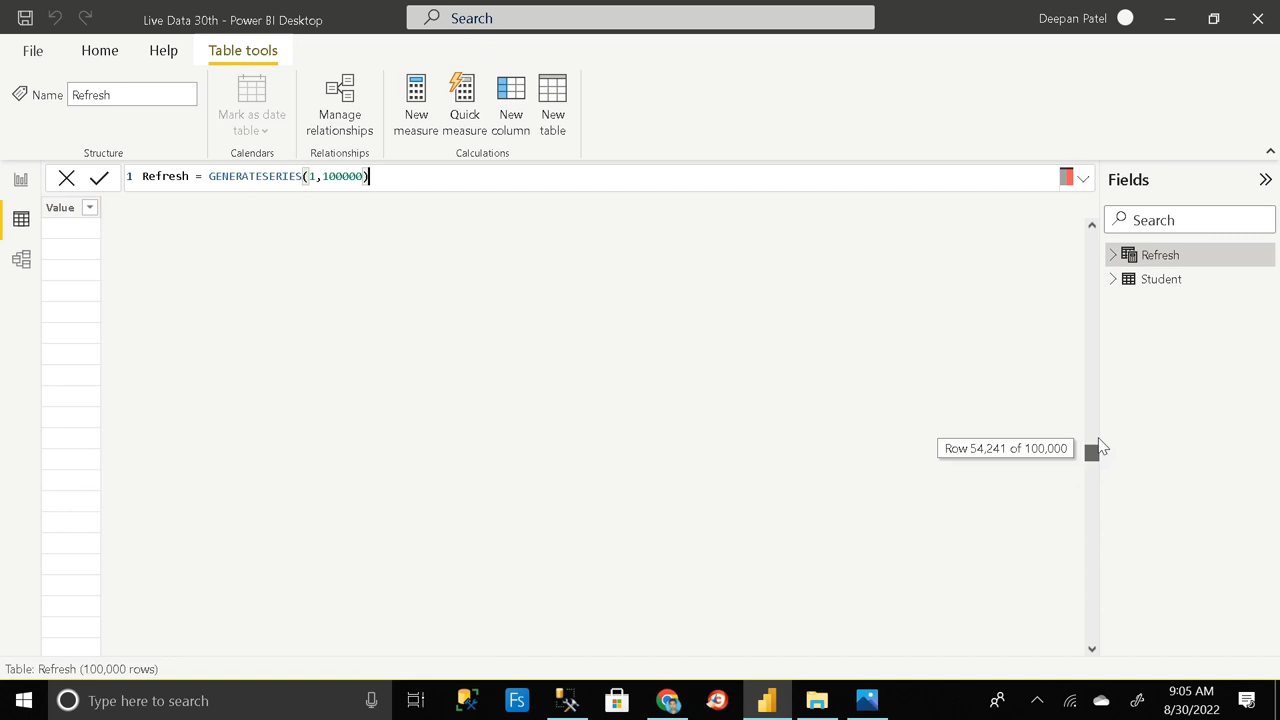 Live Data 30th - Power BI Desktop
Search
Deepan Patel
File
Home
Help
Table tools
Name
Refresh
Mark as date
table
Manage
relationships
New
measure
Quick
measure
New
column
New
table
Structure
Calendars
Relationships
Calculations
1 Refresh = GENERATESERIES(1,100000)
Value
Fields
Search
Refresh
Student
Row 54,241 of 100,000
Table: Refresh (100,000 rows)
Type here to search
Fs
9:05 AM
8/30/2022